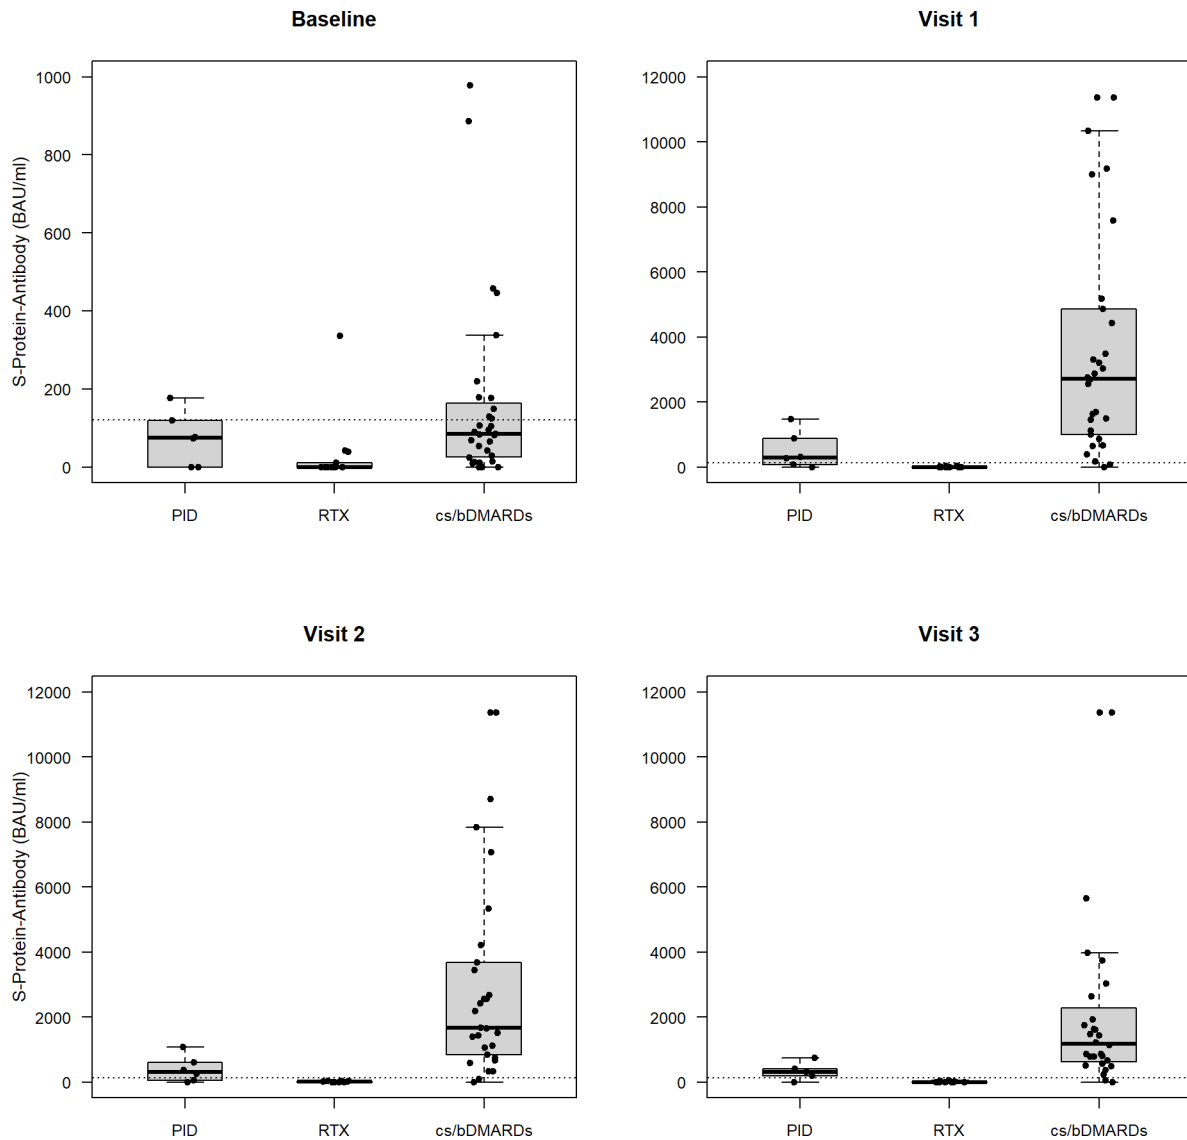 Baseline
S-Protein-Antibody (BAU/ml)
1000
800
600
400
200
0
PID RTX cs/bDMARDs
Visit 1
12000
10000
8000
6000
4000
2000
0
PID RTX cs/bDMARDs
Visit 2
S-Protein-Antibody (BAU/ml)
12000
10000
8000
6000
4000
2000
0
PID RTX cs/bDMARDs
Visit 3
12000
10000
8000
6000
4000
2000
0
PID RTX cs/bDMARDs